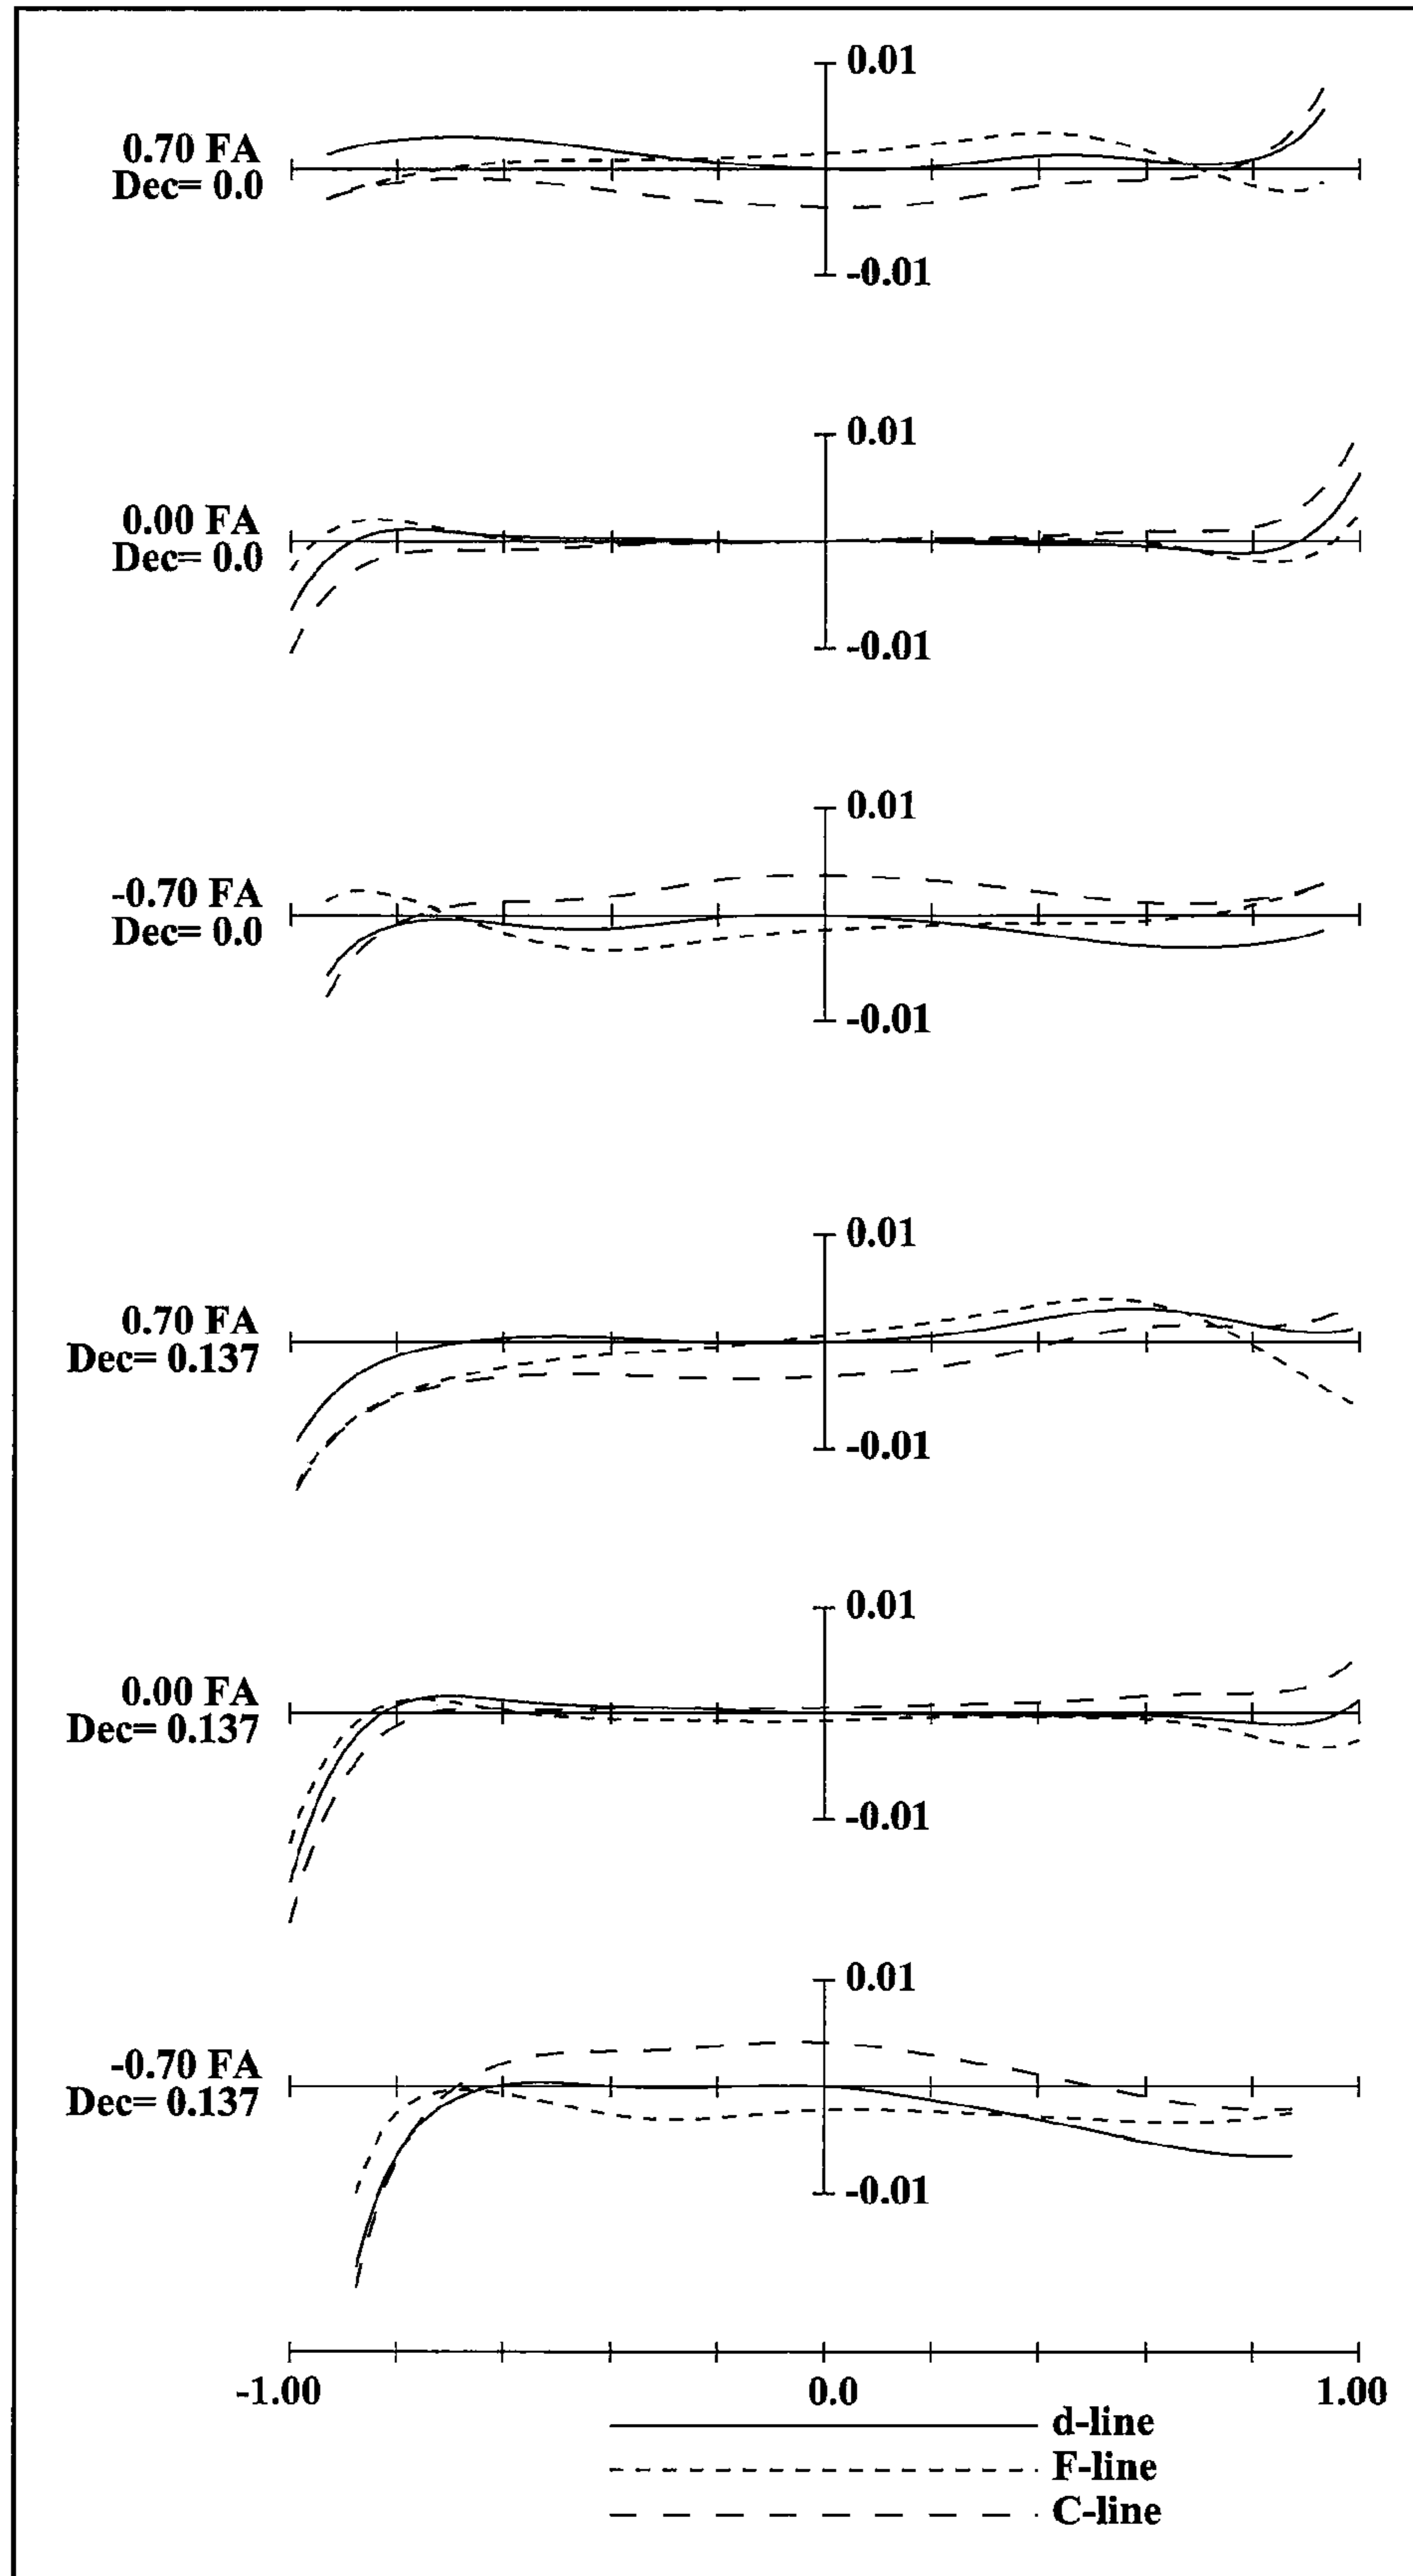 0.01
0.70 FA
Dec= 0.0
-0.01
0.01
0.00 FA
Dec= 0.0
-0.01
0.01
-0.70 FA
Dec= 0.0
-0.01
0.01
0.70 FA
Dec= 0.137
-0.01
0.01
0.00 FA
Dec= 0.137
-0.01
0.01
-0.70 FA
Dec= 0.137
-0.01
-1.00 0.0 1.00
d-line
F-line
C-line